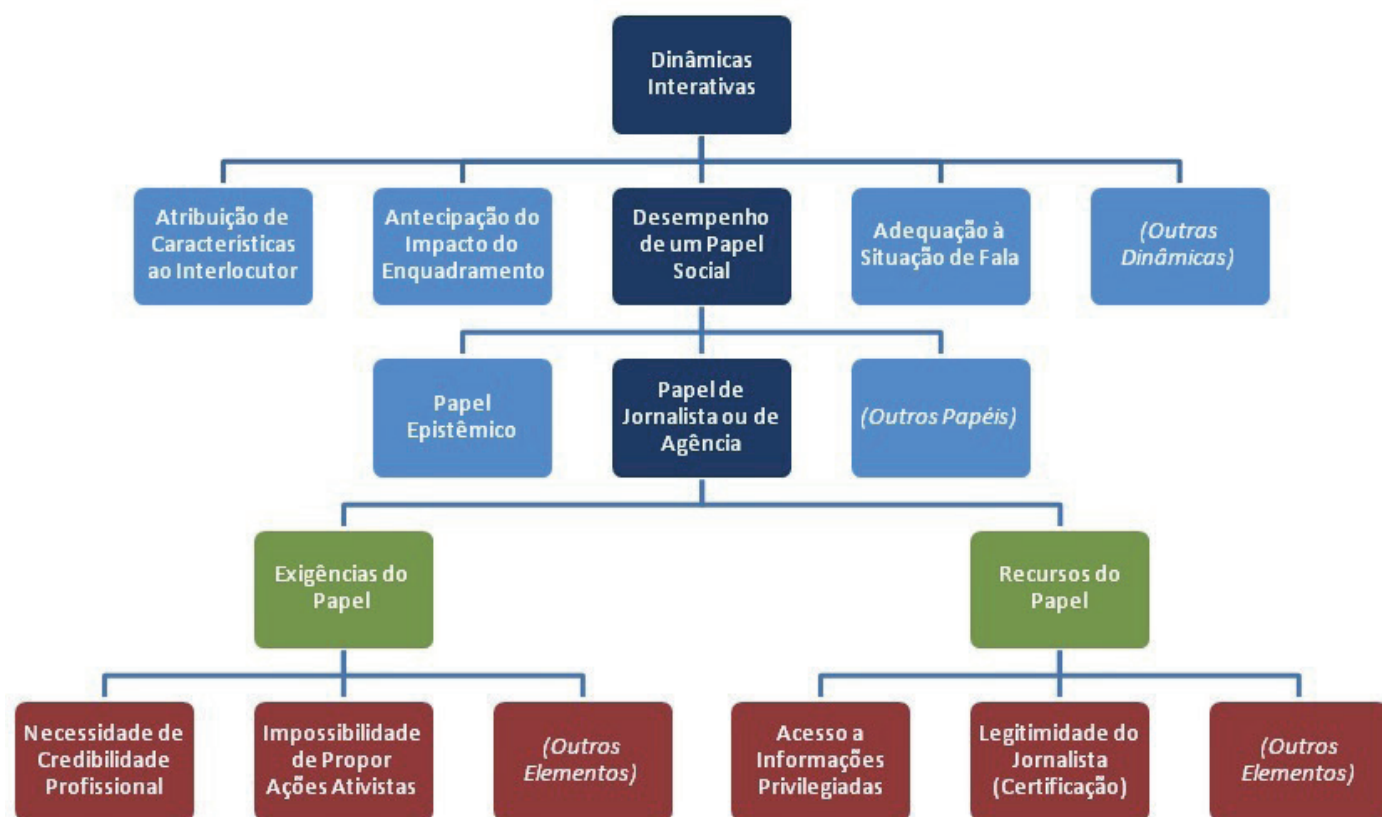 Dinâmicas
Interativas
Atribuição de
Características
ao Interlocutor
Antecipação do
Impacto do
Enquadramento
Desempenho
de um Papel
Social
Adequação à
Situação de Fala
(Outras
Dinâmicas)
Papel
Epistêmico
Papel de
Jornalista ou de
Agência
(Outros Papéis)
Exigências do
Papel
Recursos do
Papel
Necessidade de
Credibilidade
Profissional
Impossibilidade
de Propor
Ações Ativistas
(Outros
Elementos)
Acesso a
Informações
Privilegiadas
Legitimidade do
Jornalista
(Certificação)
(Outros
Elementos)